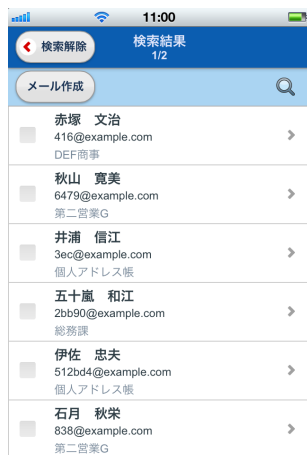 11:00
検索解除
検索結果
1/2
メール作成
赤塚　文治
416@example.com
DEF商事
秋山　寛美
6479@example.com
第二営業G
井浦　信江
3ec@example.com
個人アドレス帳
五十嵐　和江
2bb90@example.com
総務課
伊佐　忠夫
512bd4@example.com
個人アドレス帳
石月　秋栄
838@example.com
第二営業G